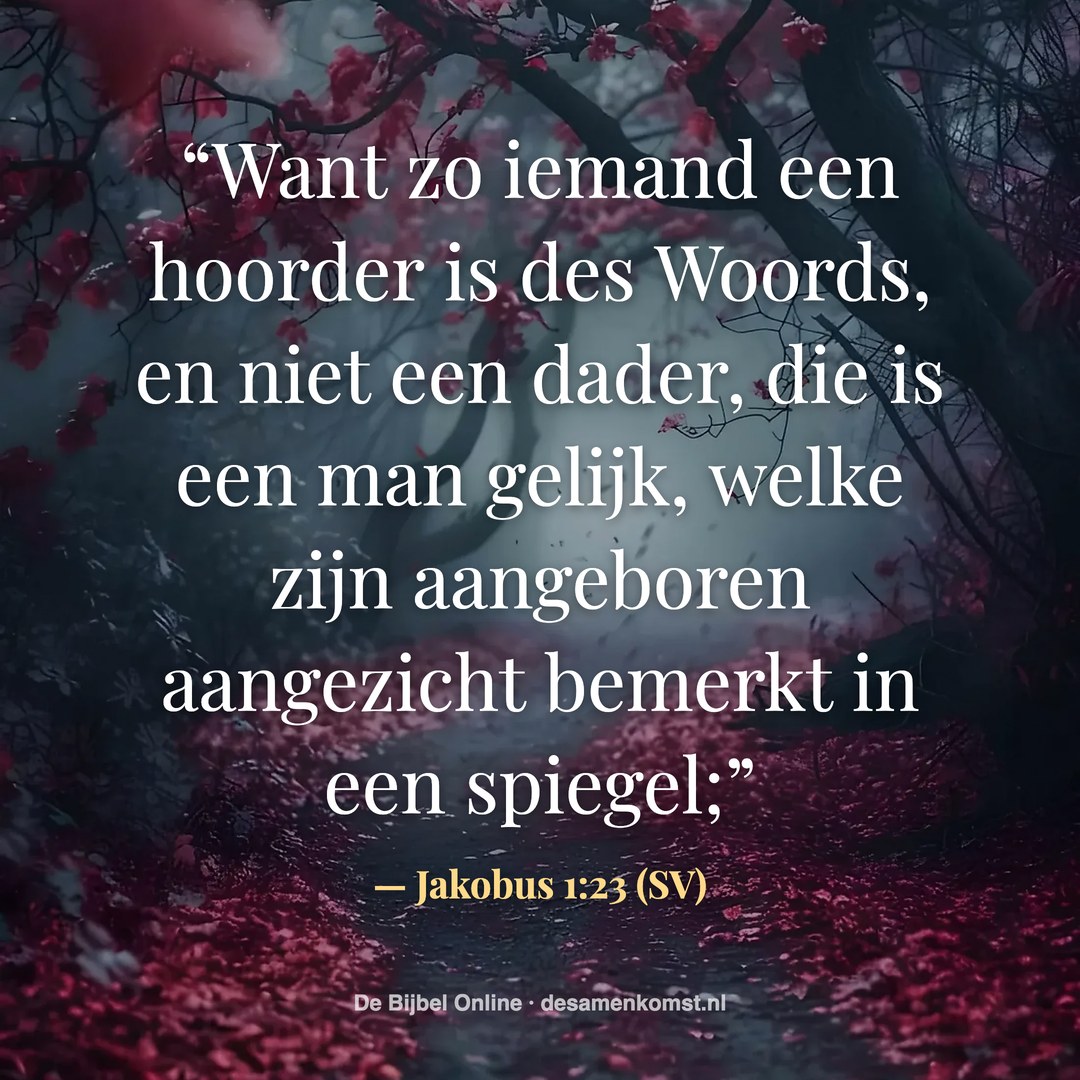 “Want zo iemand een
hoorder is des Woords,
en niet een dader, die is
een man gelijk, welke
zijn aangeboren
aangezicht bemerkt in
een spiegel;”
— Jakobus 1:23 (SV)
De Bijbel Online · desamenkomst.nl